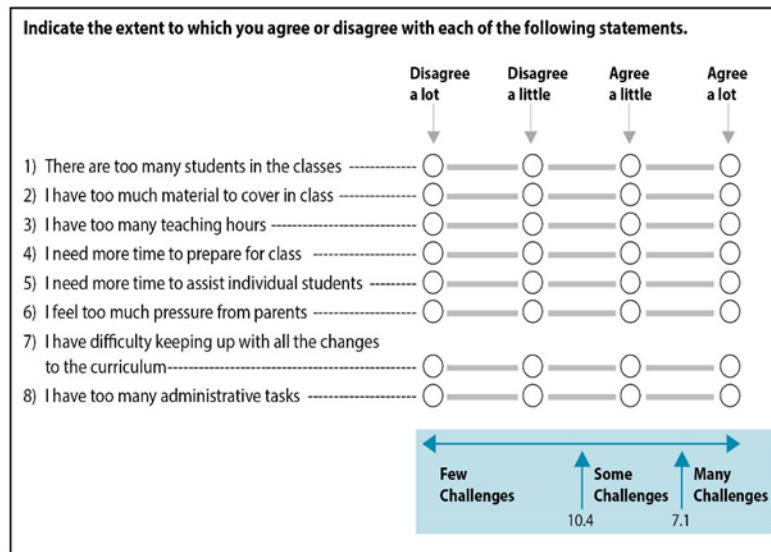 Indicate the extent to which you agree or disagree with each of the following statements.
Disagree a lot
Disagree a little
Agree a little
Agree a lot
1) There are too many students in the classes
2) I have too much material to cover in class
3) I have too many teaching hours
4) I need more time to prepare for class
5) I need more time to assist individual students
6) I feel too much pressure from parents
7) I have difficulty keeping up with all the changes
to the curriculum
8) I have too many administrative tasks
Few Challenges
Some Challenges
Many Challenges
10.4
7.1